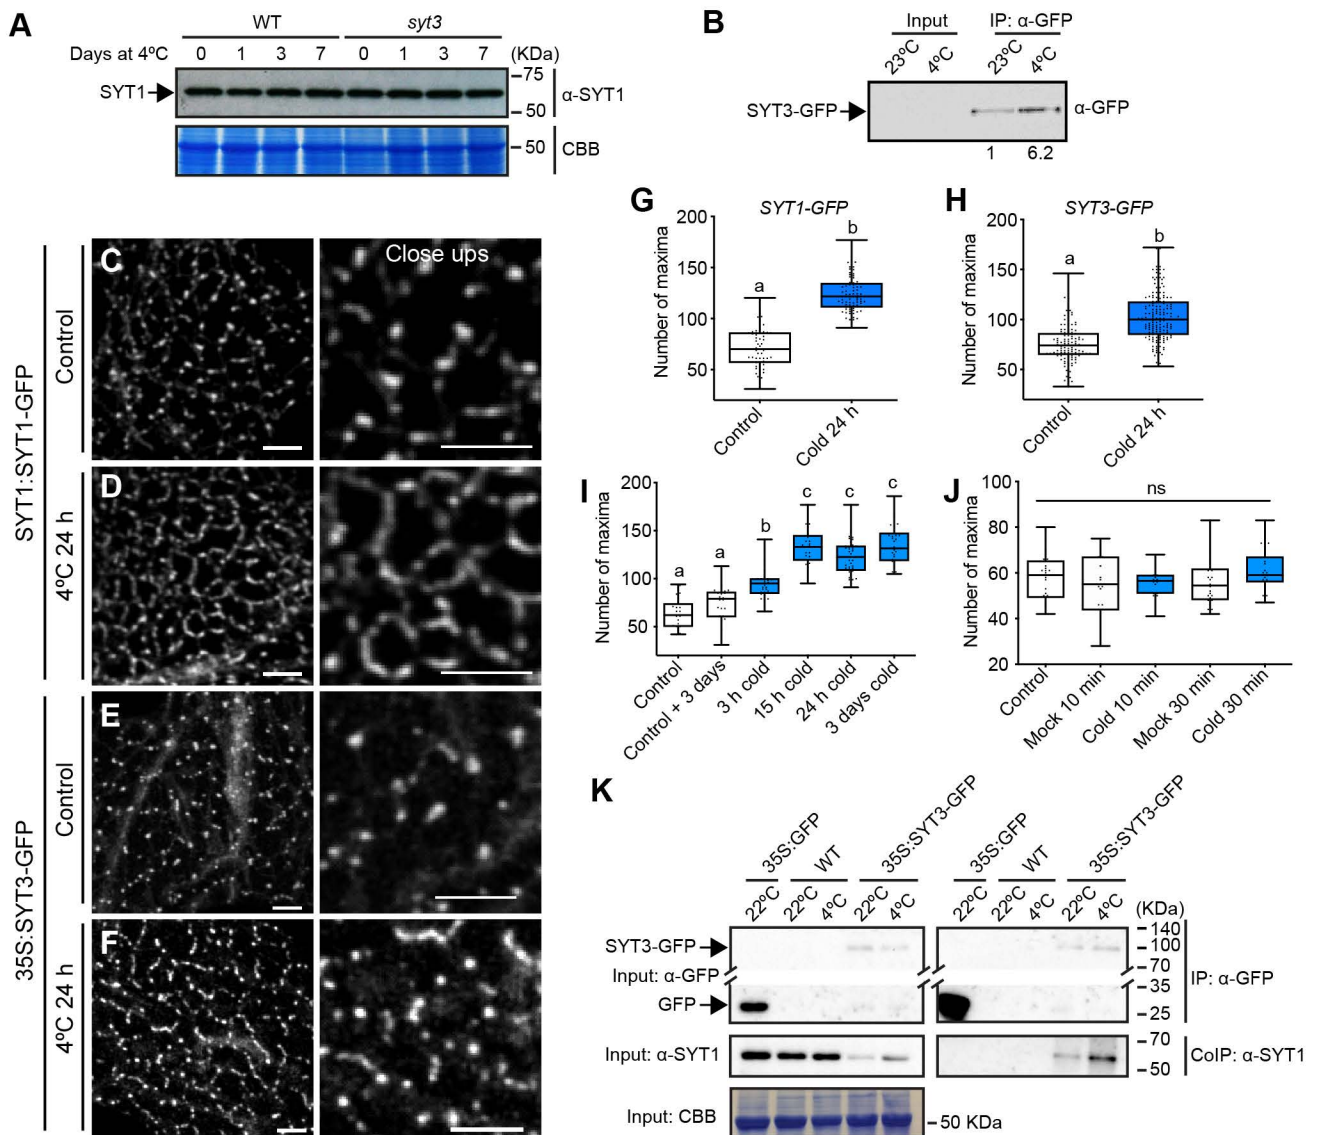 A
WT
syt3
Days at 4ºC 0 1 3 7 0 1 3 7 (KDa)
SYT1
75
50
α-SYT1
50
CBB
B
Input
IP: α-GFP
23ºC 4ºC 23ºC 4ºC
SYT3-GFP
α-GFP
1 6.2
SYT1:SYT1-GFP
Control
C
Close ups
4ºC 24 h
D
35S:SYT3-GFP
Control
E
4ºC 24 h
F
G
SYT1-GFP
Number of maxima
200
150
100
50
a
b
Control
Cold 24 h
H
SYT3-GFP
Number of maxima
200
150
100
50
a
b
Control
Cold 24 h
I
Number of maxima
200
150
100
50
a a b c c c
Control
Control + 3 days
3 h cold
15 h cold
24 h cold
3 days cold
J
Number of maxima
100
80
60
40
20
ns
Control
Mock 10 min
Cold 10 min
Mock 30 min
Cold 30 min
K
35S:GFP WT 35S:SYT3-GFP 35S:GFP WT 35S:SYT3-GFP
22ºC 22ºC 4ºC 22ºC 4ºC 22ºC 22ºC 4ºC 22ºC 4ºC (KDa)
SYT3-GFP
Input: α-GFP
GFP
140
100
70
35
25
IP: α-GFP
Input: α-SYT1
70
50
CoIP: α-SYT1
Input: CBB
50 KDa